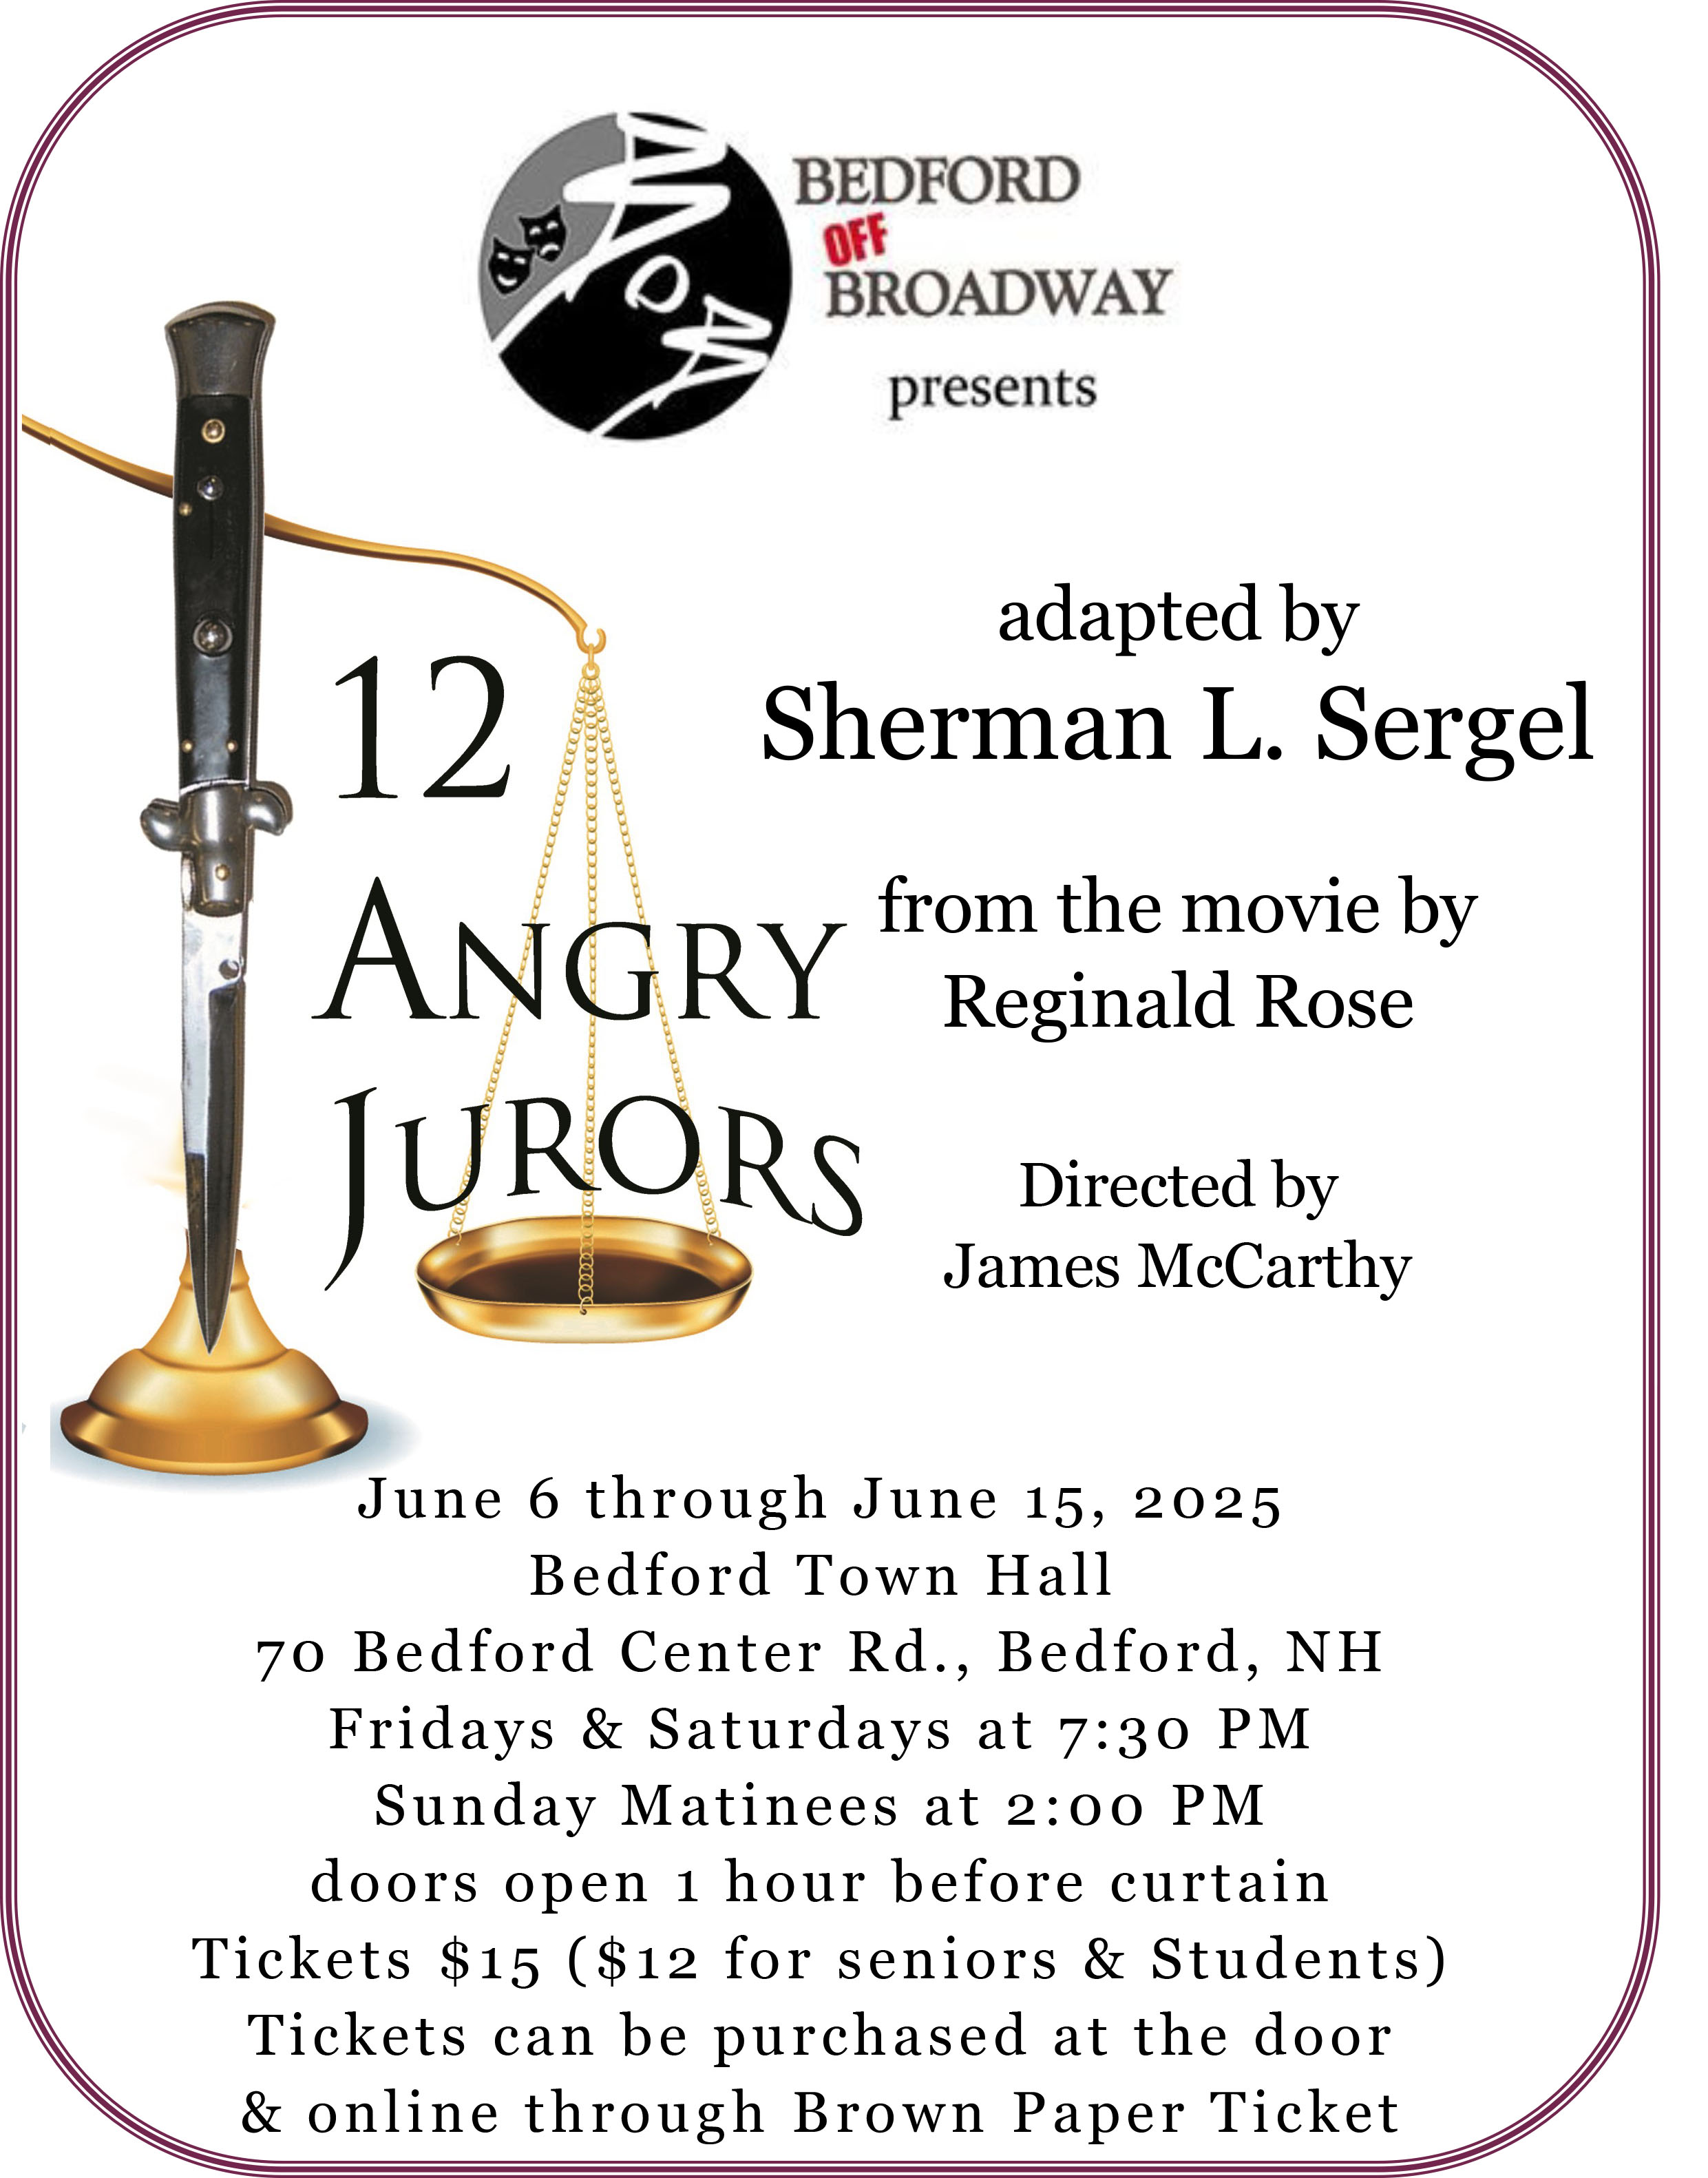 BEDFORD
OFF
BROADWAY
presents
12
ANGRY
JURORS
adapted by
Sherman L. Sergel
from the movie by
Reginald Rose
Directed by
James McCarthy
June 6 through June 15, 2025
Bedford Town Hall
70 Bedford Center Rd., Bedford, NH
Fridays & Saturdays at 7:30 PM
Sunday Matinees at 2:00 PM
doors open 1 hour before curtain
Tickets $15 ($12 for seniors & Students)
Tickets can be purchased at the door
& online through Brown Paper Ticket